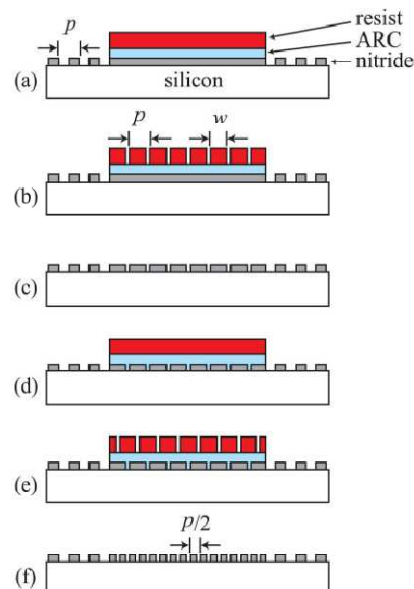 resist
ARC
nitride
p
(a)
silicon
p
w
(b)
(c)
(d)
(e)
p/2
(f)